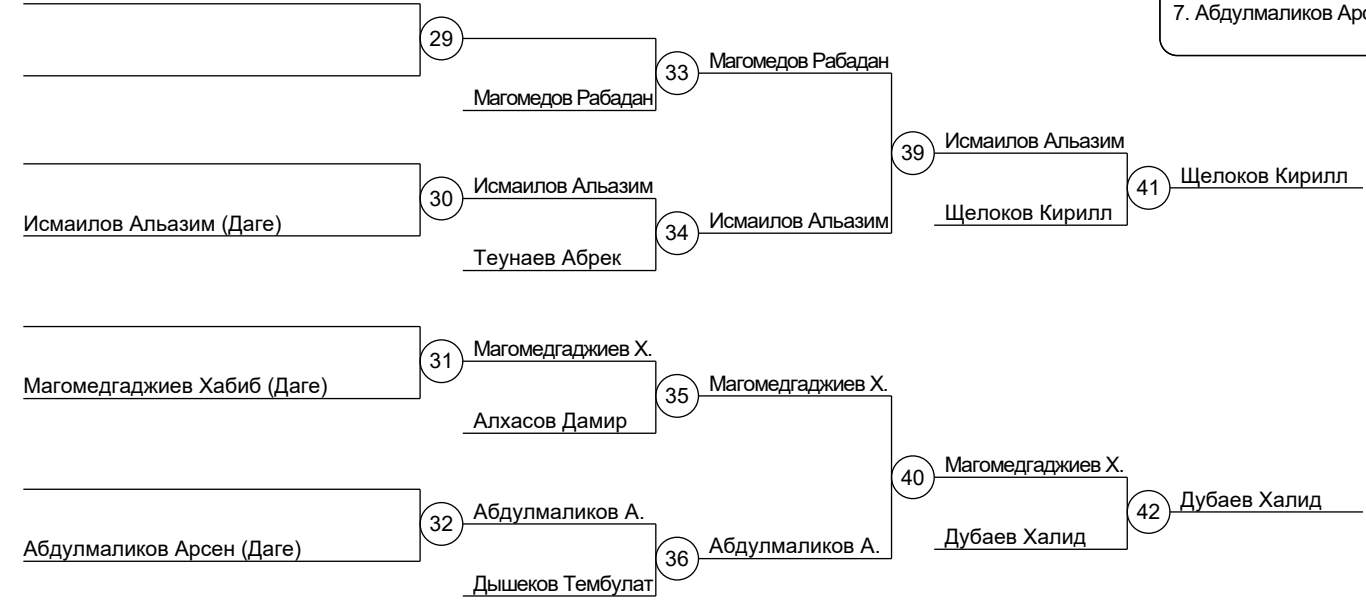 7. Абдулмаликов
29
Магомедов Рабадан
33
Магомедов Рабадан
39
Исмаилов Альазим
30
Исмаилов Альазим
Исмаилов Альазим (Даге)
34
Исмаилов Альазим
Теунаев Абрек
41
Щелоков Кирилл
Щелоков Кирилл
31
Магомедгаджиев Х.
Магомедгаджиев Хабиб (Даге)
35
Магомедгаджиев Х.
Алхасов Дамир
40
Магомедгаджиев Х.
32
Абдулмаликов А.
Абдулмаликов Арсен (Даге)
36
Абдулмаликов А.
Дышеков Тембулат
42
Дубаев Халид
Дубаев Халид